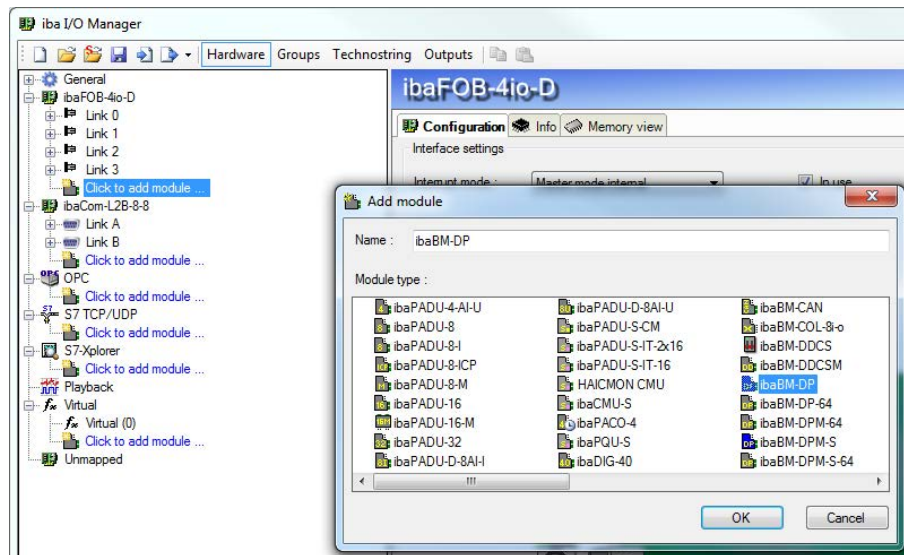 iba I/O Manager
Hardware Groups Technostring Outputs
General
ibaFOB-4io-D
Link 0
Link 1
Link 2
Link 3
Click to add module ...
ibaCom-L2B-8-8
Link A
Link B
Click to add module ...
OPC
Click to add module ...
S7 TCP/UDP
Click to add module ...
S7-Xplorer
Click to add module ...
Playback
Virtual
Virtual (0)
Click to add module ...
Unmapped
ibaFOB-4io-D
Configuration Info Memory view
Interface settings
Interrupt mode : Master mode internal In use
Add module
Name : ibaBM-DP
Module type :
ibaPADU-4-AI-U
ibaPADU-8
ibaPADU-8-I
ibaPADU-8-ICP
ibaPADU-8-M
ibaPADU-16
ibaPADU-16-M
ibaPADU-32
ibaPADU-D-8AI-I
ibaPADU-D-8AI-U
ibaPADU-S-CM
ibaPADU-S-IT-2x16
ibaPADU-S-IT-16
HAICMON CMU
ibaCMU-S
ibaPACO-4
ibaPQU-S
ibaDIG-40
ibaBM-CAN
ibaBM-COL-8i-o
ibaBM-DDCS
ibaBM-DDCSM
ibaBM-DP
ibaBM-DP-64
ibaBM-DPM-64
ibaBM-DPM-S
ibaBM-DPM-S-64
OK Cancel